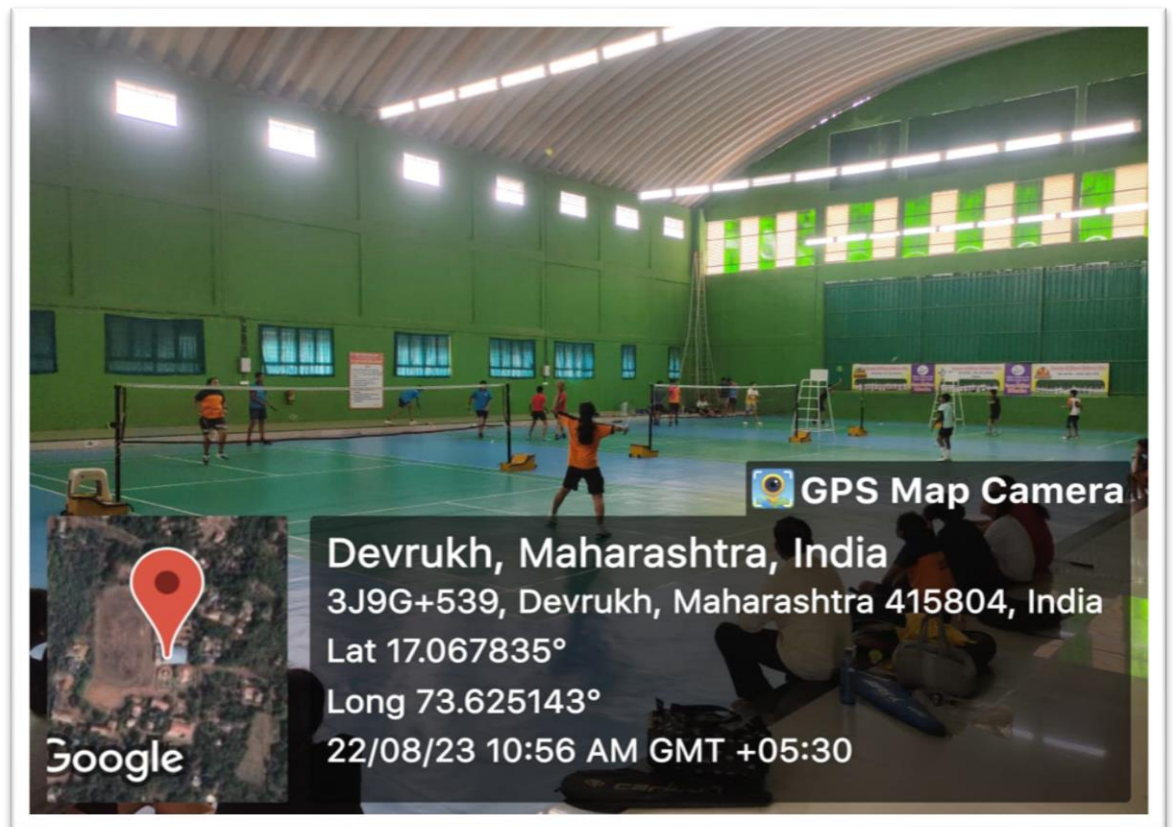 GPS Map Camera
Devrukh, Maharashtra, India
3J9G+539, Devrukh, Maharashtra 415804, India
Lat 17.067835°
Long 73.625143°
22/08/23 10:56 AM GMT +05:30
Google